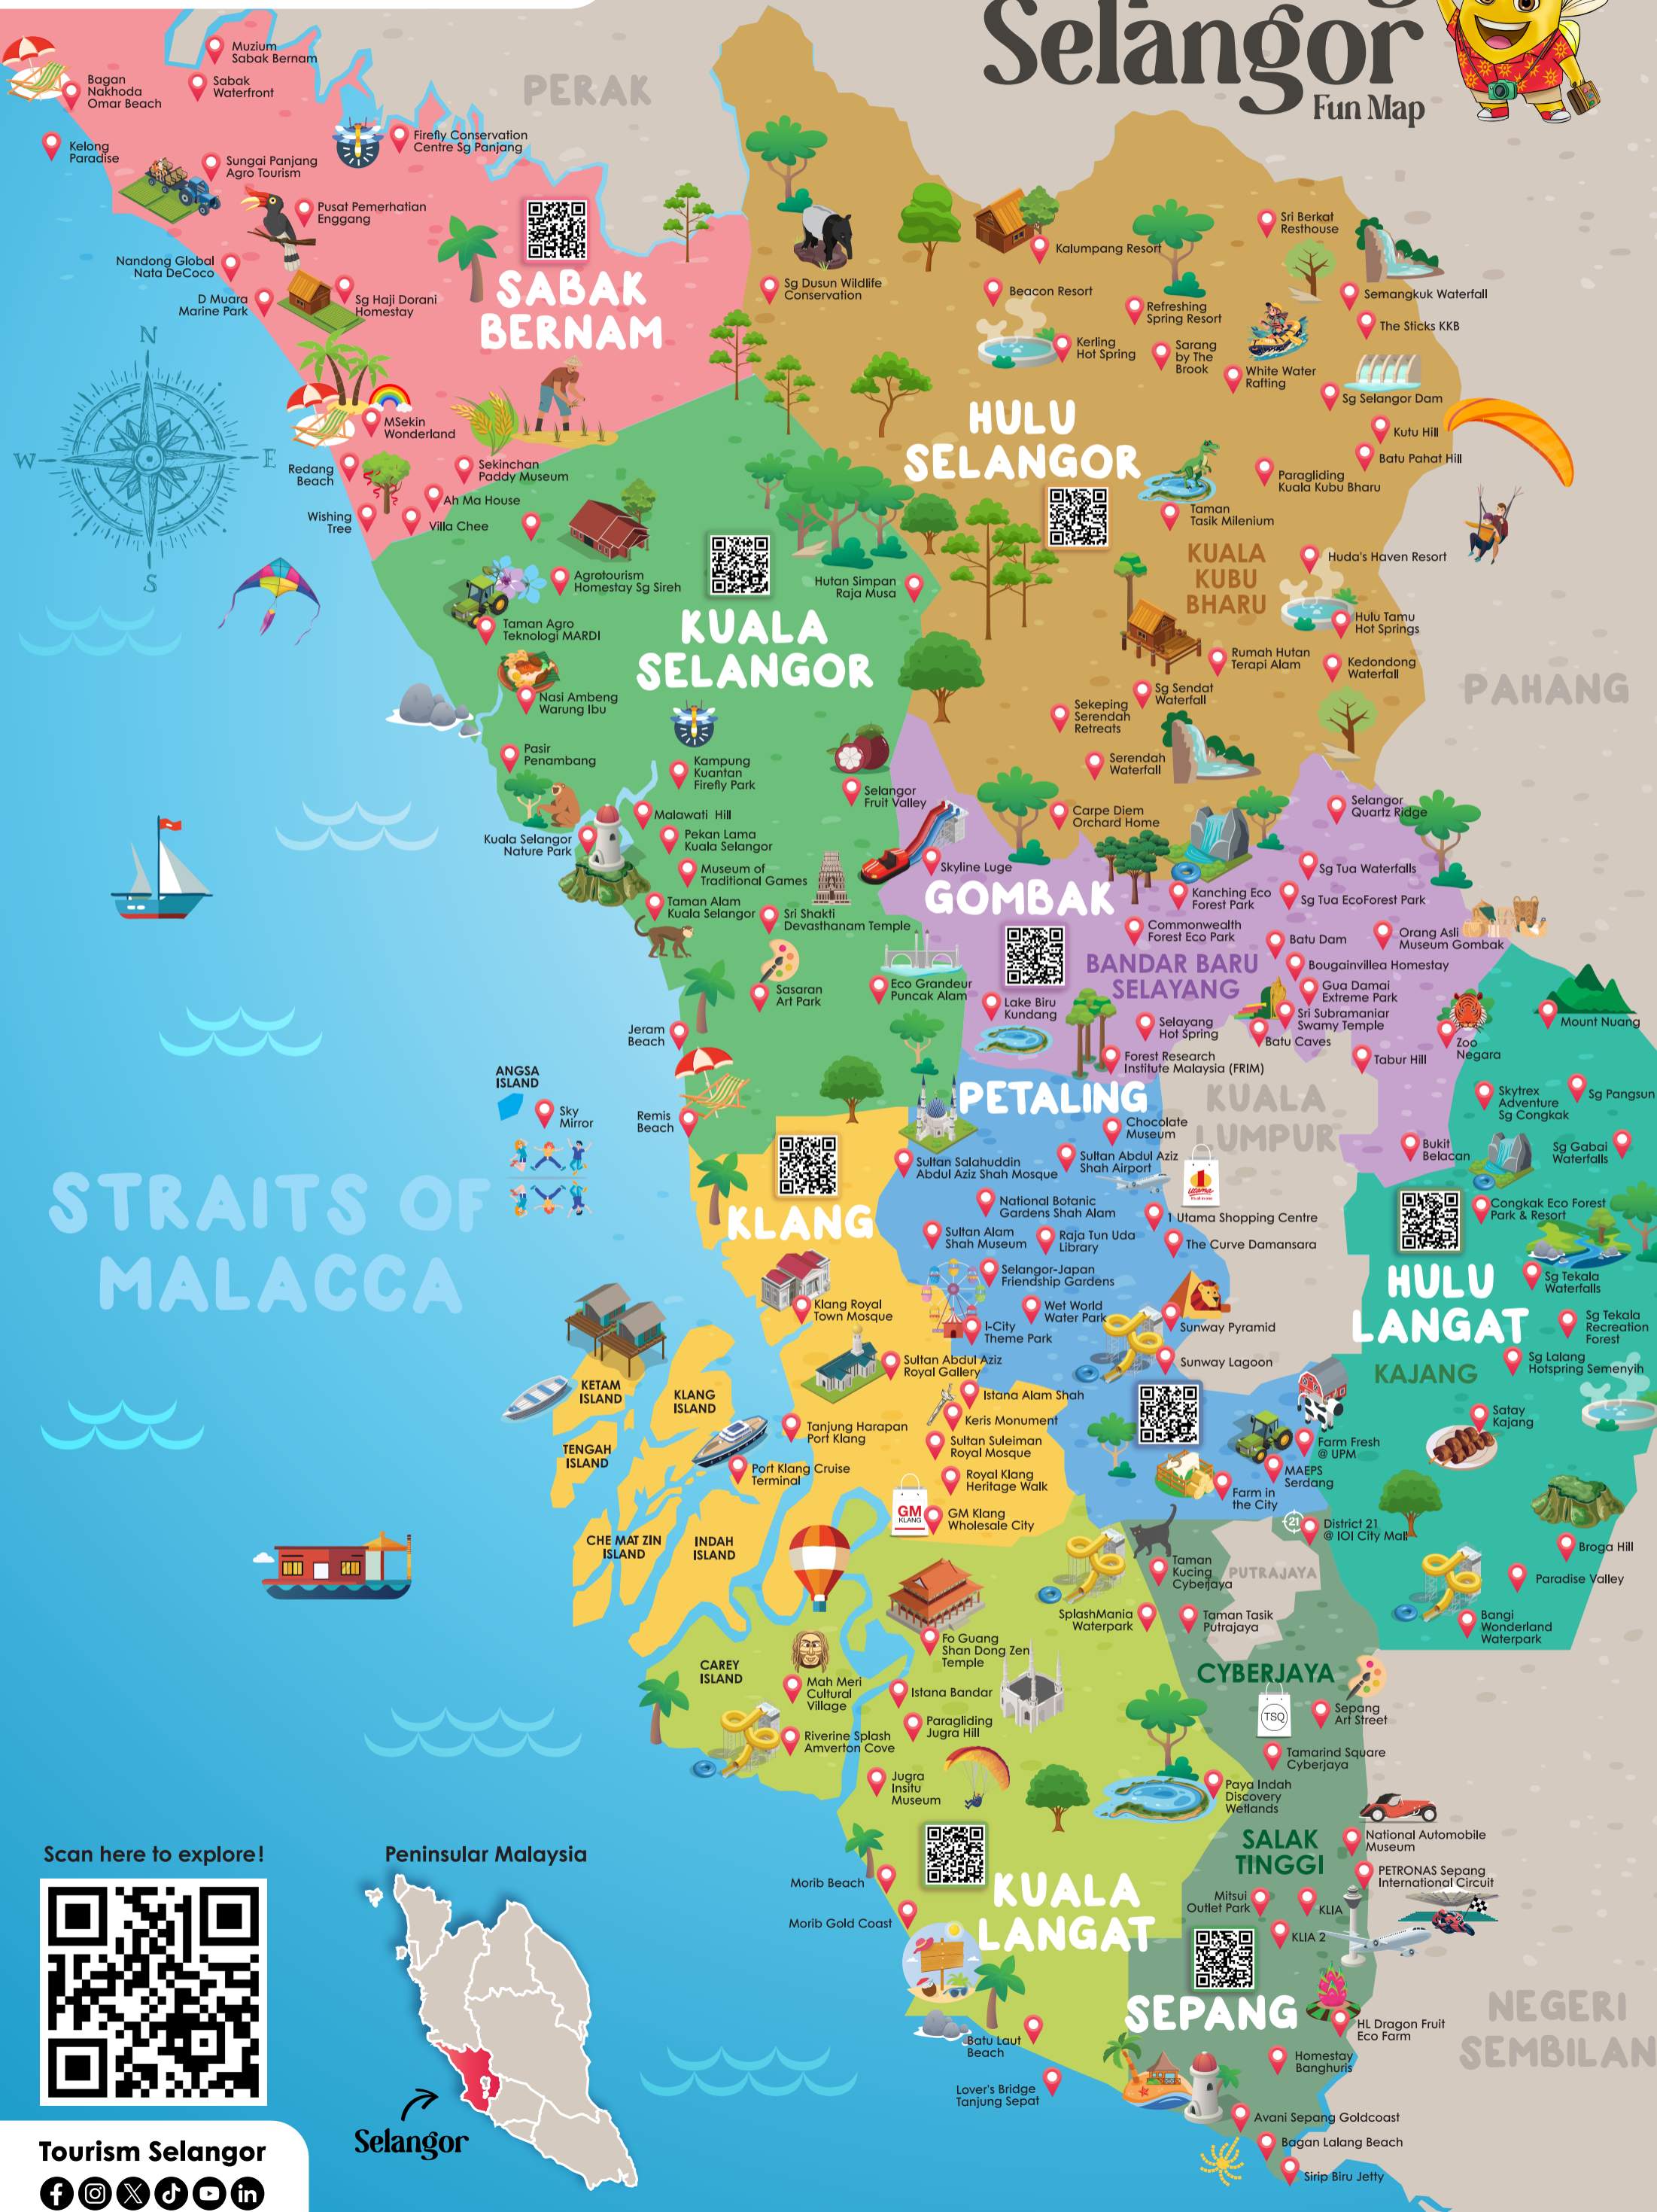 Selangor
Fun Map
PERAK
Muzium
Sabak Bernam
Bagan
Nakhoda
Omar Beach
Sabak
Waterfront
Kelong
Paradise
Firefly Conservation
Centre Sg Panjang
Sungai Panjang
Agro Tourism
Pusat Pemerhatian
Enggang
Nandong Global
Nata DeCoco
D Muara
Marine Park
Sg Haji Dorani
Homestay
SABAK
BERNAM
MSekin
Wonderland
Redang
Beach
Sekinchan
Paddy Museum
Ah Ma House
Wishing
Tree
Villa Chee
N
W
E
S
Sg Dusun Wildlife
Conservation
Kalumpang Resort
Sri Berkat
Resthouse
Beacon Resort
Refreshing
Spring Resort
Semangkuk Waterfall
The Sticks KKB
Kerling
Hot Spring
Sarang
by The
Brook
White Water
Rafting
Sg Selangor Dam
HULU
SELANGOR
Kutu Hill
Batu Pahat Hill
Paragliding
Kuala Kubu Bharu
Taman
Tasik Milenium
KUALA
KUBU
BHARU
Huda's Haven Resort
Hulu Tamu
Hot Springs
Rumah Hutan
Terapi Alam
Kedondong
Waterfall
Sg Sendat
Waterfall
Sekeping
Serendah
Retreats
Serendah
Waterfall
Carpe Diem
Orchard Home
PAHANG
Agrotourism
Homestay Sg Sireh
Hutan Simpan
Raja Musa
Taman Agro
Teknologi MARDI
KUALA
SELANGOR
Nasi Ambeng
Warung Ibu
Pasir
Penambang
Kampung
Kuantan
Firefly Park
Selangor
Fruit Valley
Malawati Hill
Kuala Selangor
Nature Park
Pekan Lama
Kuala Selangor
Museum of
Traditional Games
Taman Alam
Kuala Selangor
Sri Shakti
Devasthanam Temple
Sasaran
Art Park
Eco Grandeur
Puncak Alam
Jeram
Beach
Remis
Beach
ANGSA
ISLAND
Sky
Mirror
STRAITS OF
MALACCA
Skyline Luge
GOMBAK
Selangor
Quartz Ridge
Sg Tua Waterfalls
Kanching Eco
Forest Park
Sg Tua EcoForest Park
Commonwealth
Forest Eco Park
Batu Dam
Orang Asli
Museum Gombak
BANDAR BARU
SELAYANG
Bougainvillea Homestay
Gua Damai
Extreme Park
Lake Biru
Kundang
Selayang
Hot Spring
Sri Subramaniar
Swamy Temple
Batu Caves
Zoo
Negara
Tabur Hill
Forest Research
Institute Malaysia (FRIM)
Bukit
Belacan
KUALA
LUMPUR
PETALING
Chocolate
Museum
Sultan Salahuddin
Abdul Aziz Shah Mosque
Sultan Abdul Aziz
Shah Airport
National Botanic
Gardens Shah Alam
1
utama
1 Utama Shopping Centre
Sultan Alam
Shah Museum
Raja Tun Uda
Library
The Curve Damansara
Selangor-Japan
Friendship Gardens
Wet World
Water Park
I-City
Theme Park
Sunway Pyramid
Sunway Lagoon
Farm Fresh
@ UPM
MAEPS
Serdang
Farm in
the City
Mount Nuang
Skytrex
Adventure
Sg Congkak
Sg Pangsun
Sg Gabai
Waterfalls
Congkak Eco Forest
Park & Resort
HULU
LANGAT
Sg Tekala
Waterfalls
Sg Tekala
Recreation
Forest
Sg Lalang
Hotspring Semenyih
KAJANG
Satay
Kajang
Broga Hill
Paradise Valley
Bangi
Wonderland
Waterpark
KLANG
Klang Royal
Town Mosque
Sultan Abdul Aziz
Royal Gallery
Istana Alam Shah
Keris Monument
Tanjung Harapan
Port Klang
Sultan Suleiman
Royal Mosque
Port Klang Cruise
Terminal
Royal Klang
Heritage Walk
GM
KLANG
GM Klang
Wholesale City
KETAM
ISLAND
KLANG
ISLAND
TENGAH
ISLAND
CHE MAT ZIN
ISLAND
INDAH
ISLAND
CAREY
ISLAND
Mah Meri
Cultural
Village
Riverine Splash
Amverton Cove
Fo Guang
Shan Dong Zen
Temple
Istana Bandar
Paragliding
Jugra Hill
Jugra
Insitu
Museum
SplashMania
Waterpark
Paya Indah
Discovery
Wetlands
Morib Beach
Morib Gold Coast
KUALA
LANGAT
Batu Laut
Beach
Lover's Bridge
Tanjung Sepat
21
District 21
@ IOI City Mall
Taman
Kucing
Cyberjaya
PUTRAJAYA
Taman Tasik
Putrajaya
CYBERJAYA
TSQ
Sepang
Art Street
Tamarind Square
Cyberjaya
SALAK
TINGGI
National Automobile
Museum
PETRONAS Sepang
International Circuit
Mitsui
Outlet Park
KLIA
KLIA 2
SEPANG
HL Dragon Fruit
Eco Farm
Homestay
Banghuris
Avani Sepang Goldcoast
Bagan Lalang Beach
Sirip Biru Jetty
NEGERI
SEMBILAN
Scan here to explore!
Peninsular Malaysia
Selangor
Tourism Selangor